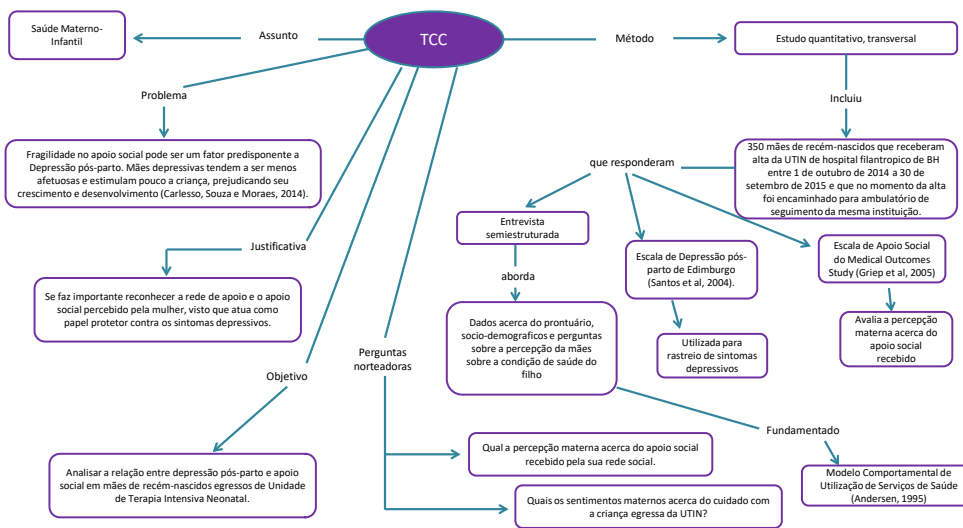 Saúde Materno-
Infantil
Assunto
TCC
Método
Estudo quantitativo, transversal
Problema
Incluiu
Fragilidade no apoio social pode ser um fator predisponente a
Depressão pós-parto. Mães depressivas tendem a ser menos
afetuosas e estimulam pouco a criança, prejudicando seu
crescimento e desenvolvimento (Carlesso, Souza e Moraes, 2014).
que responderam
350 mães de recém-nascidos que receberam
alta da UTIN de hospital filantropico de BH
entre 1 de outubro de 2014 a 30 de
setembro de 2015 e que no momento da alta
foi encaminhado para ambulatório de
seguimento da mesma instituição.
Justificativa
Entrevista
semiestruturada
Escala de Depressão pós-
parto de Edimburgo
(Santos et al, 2004).
Escala de Apoio Social
do Medical Outcomes
Study (Griep et al, 2005)
aborda
Se faz importante reconhecer a rede de apoio e o apoio
social percebido pela mulher, visto que atua como
papel protetor contra os sintomas depressivos.
Dados acerca do prontuário,
socio-demograficos e perguntas
sobre a percepção da mães
sobre a condição de saúde do
filho
Utilizada para
rastreio de sintomas
depressivos
Avalia a percepção
materna acerca do
apoio social
recebido
Objetivo
Perguntas
norteadoras
Fundamentado
Analisar a relação entre depressão pós-parto e apoio
social em mães de recém-nascidos egressos de Unidade
de Terapia Intensiva Neonatal.
Qual a percepção materna acerca do apoio social
recebido pela sua rede social.
Quais os sentimentos maternos acerca do cuidado com
a criança egressa da UTIN?
Modelo Comportamental de
Utilização de Serviços de Saúde
(Andersen, 1995)